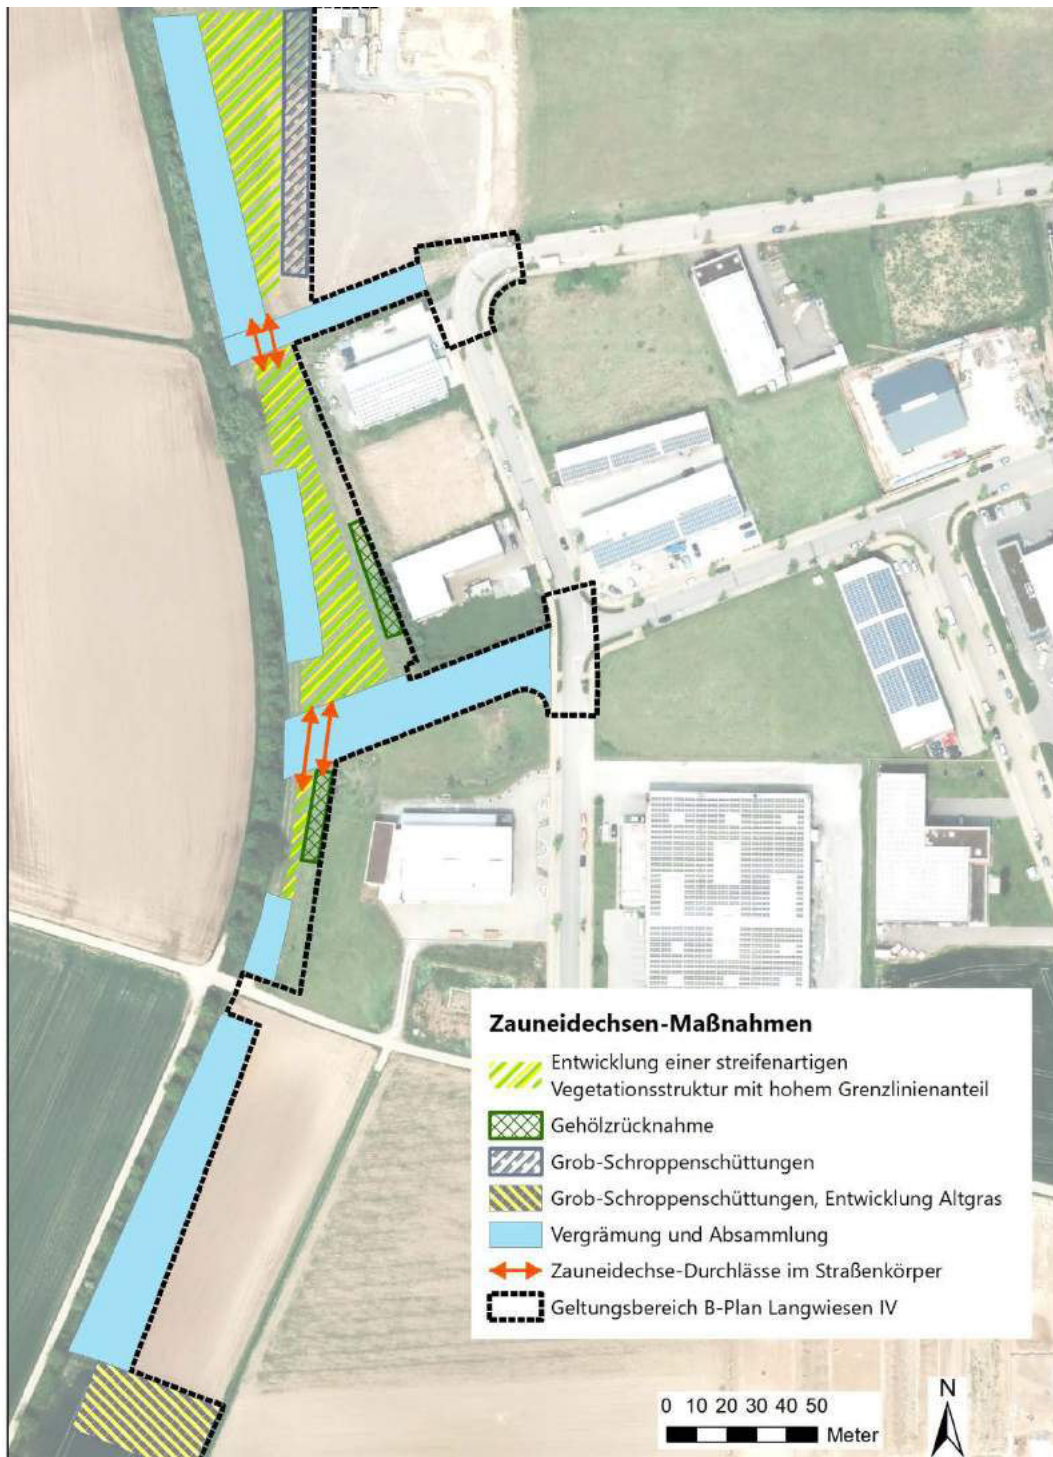 Zauneidechsen-Maßnahmen
Entwicklung einer streifenartigen
Vegetationsstruktur mit hohem Grenzlinienanteil
Gehölzrücknahme
Grob-Schroppenschüttungen
Grob-Schroppenschüttungen, Entwicklung Altgras
Vergrämung und Absammlung
Zauneidechse-Durchlässe im Straßenkörper
Geltungsbereich B-Plan Langwiesen IV
0 10 20 30 40 50
Meter
N